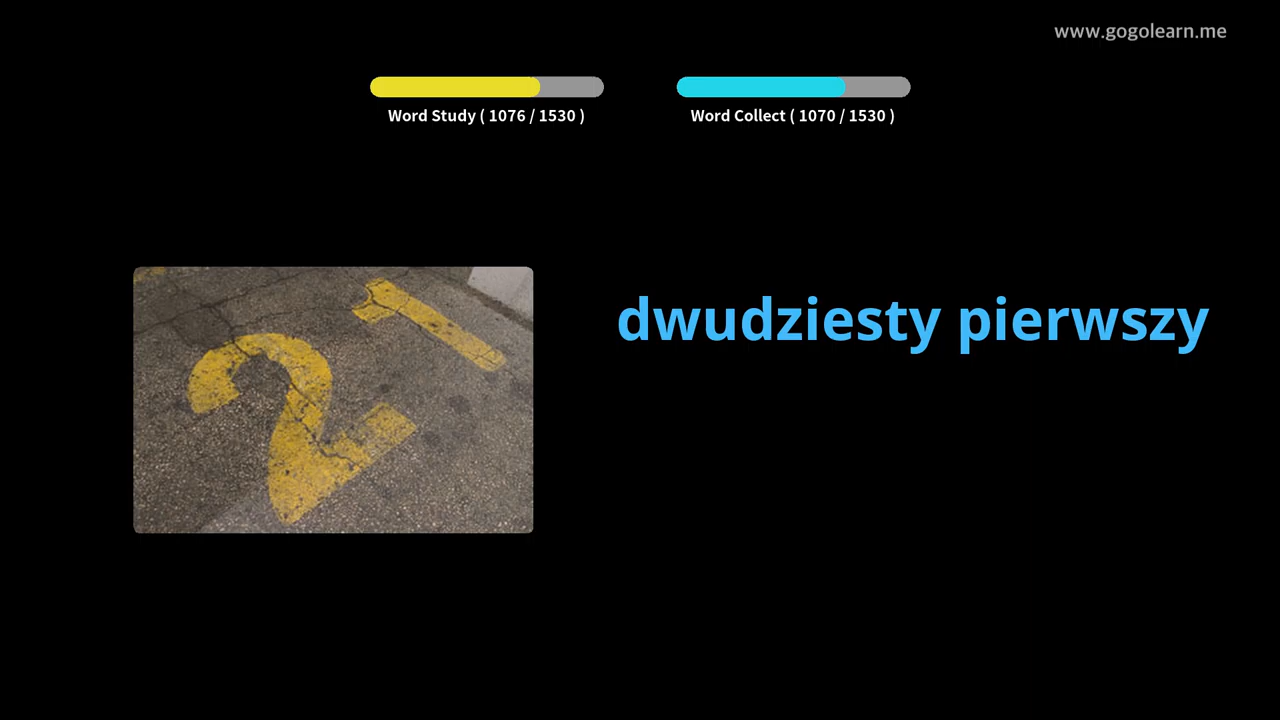 www.gogolearn.me
Word Study ( 1076 / 1530 )
Word Collect ( 1070 / 1530 )
dwudziesty pierwszy
21